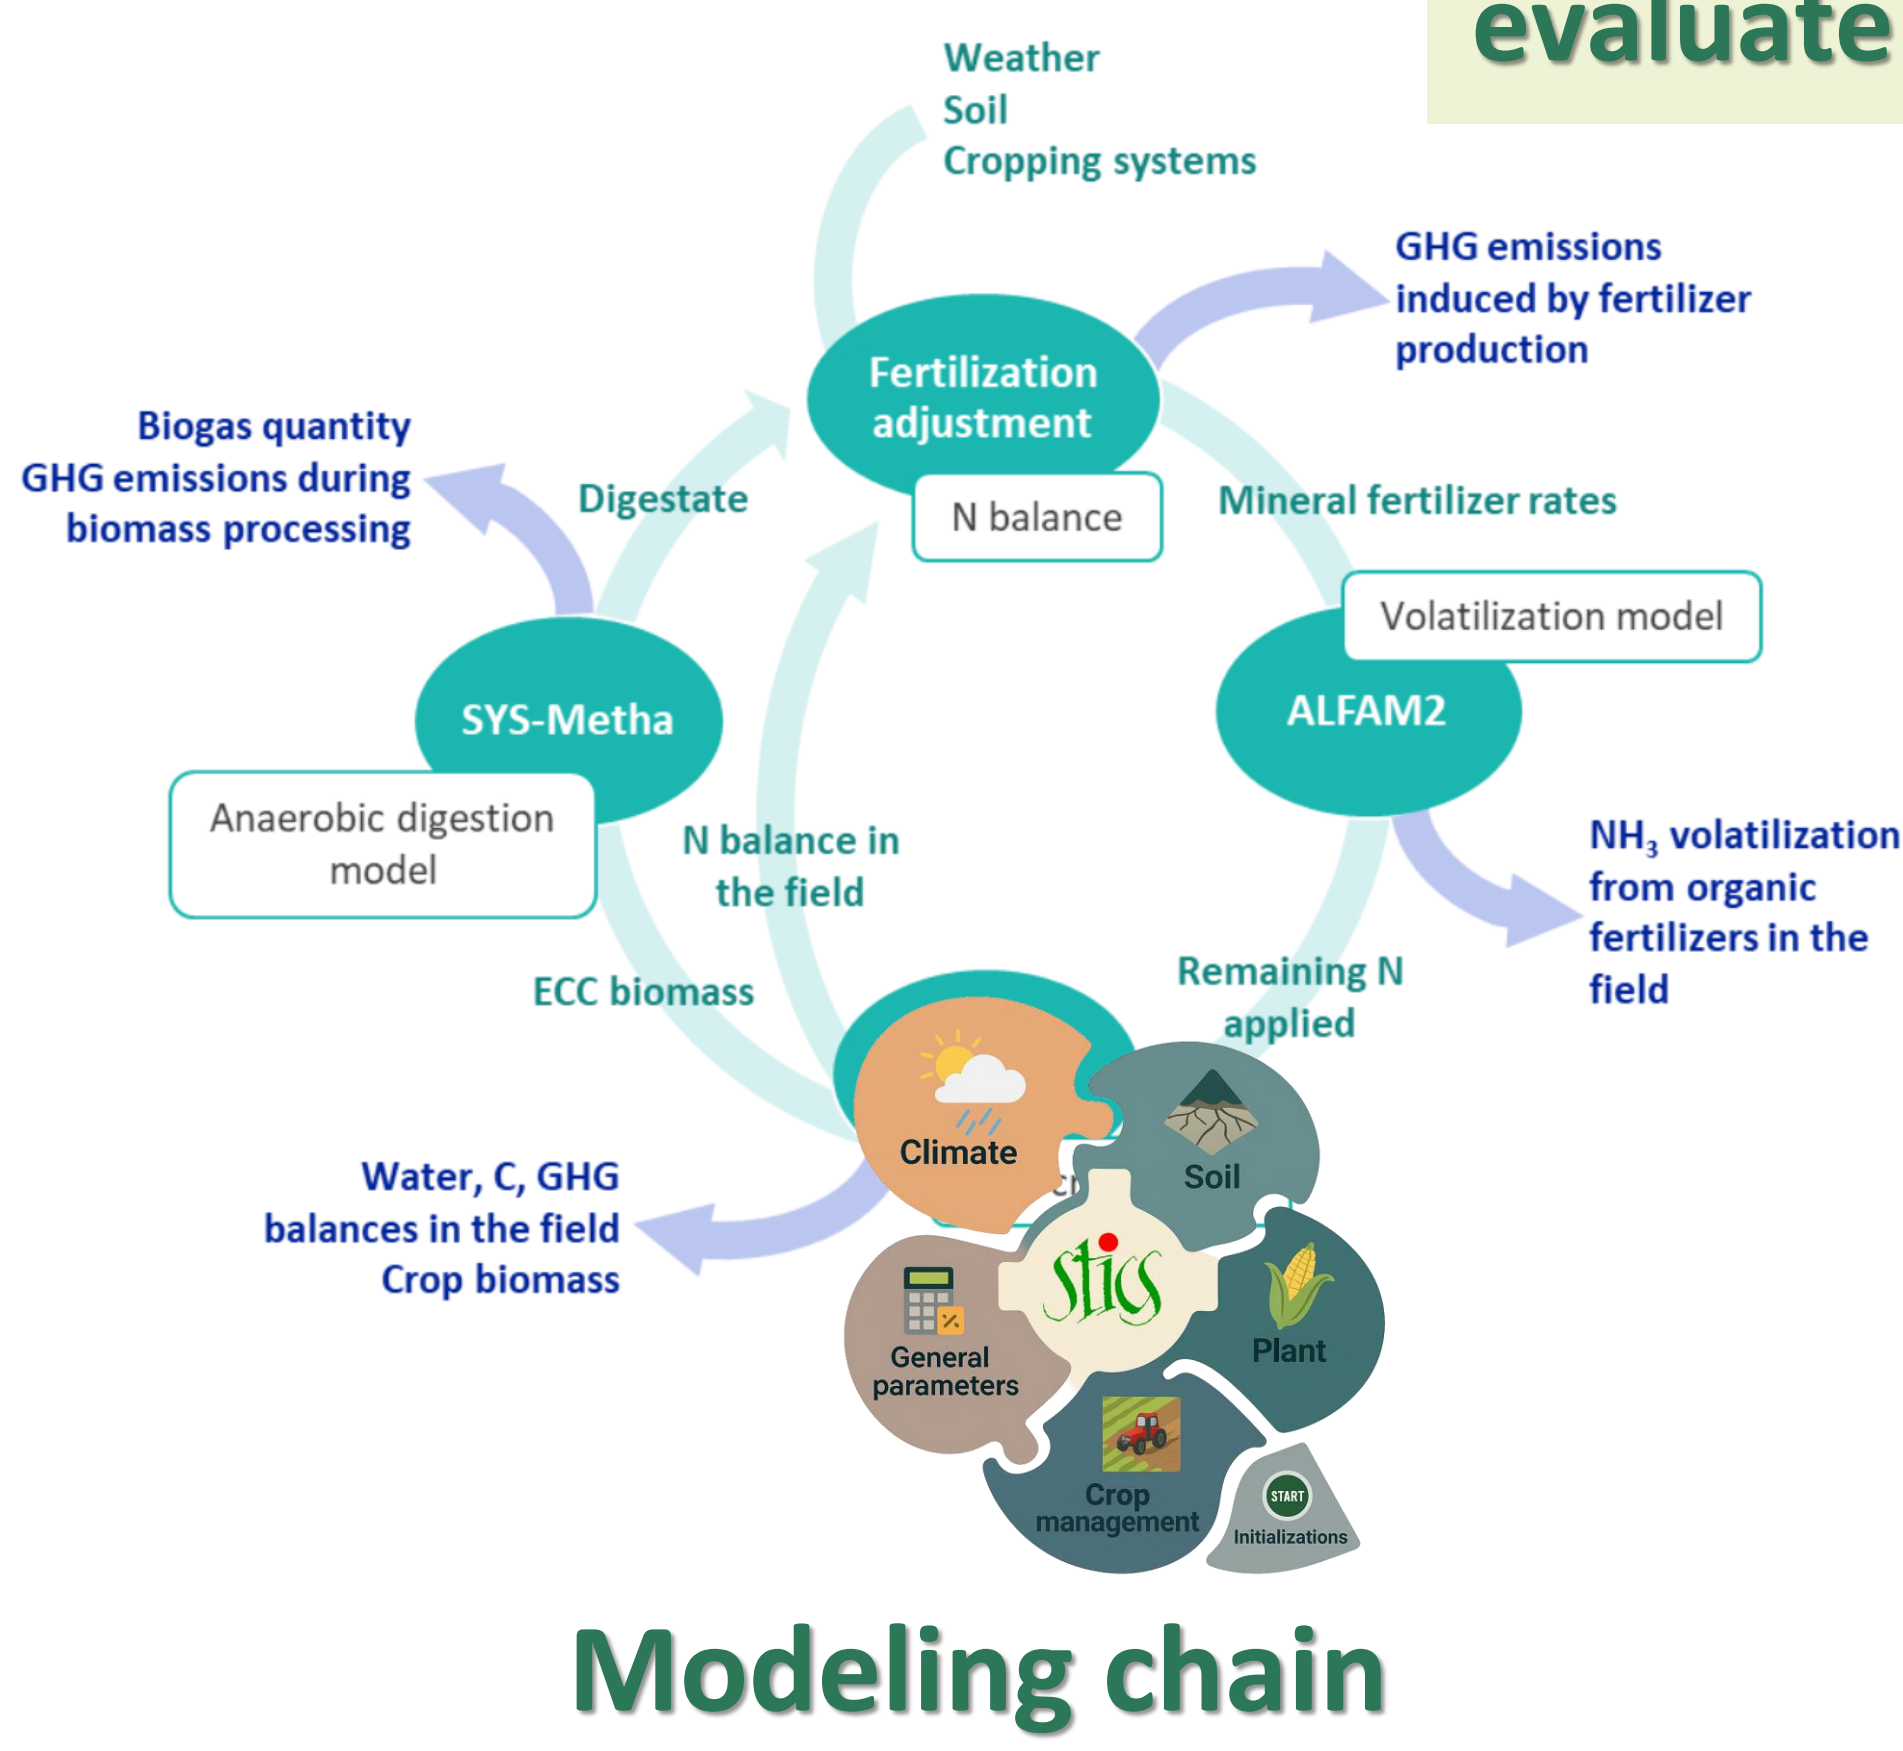 evaluate
Weather
Soil
Cropping systems
GHG emissions
induced by fertilizer
production
Fertilization
adjustment
N balance
Biogas quantity
GHG emissions during
biomass processing
Digestate
Mineral fertilizer rates
Volatilization model
ALFAM2
SYS-Metha
Anaerobic digestion
model
N balance in
the field
NH₃ volatilization
from organic
fertilizers in the
field
ECC biomass
Remaining N
applied
Climate
Soil
Water, C, GHG
balances in the field
Crop biomass
stics
Plant
General
parameters
Crop
management
START
Initializations
Modeling chain